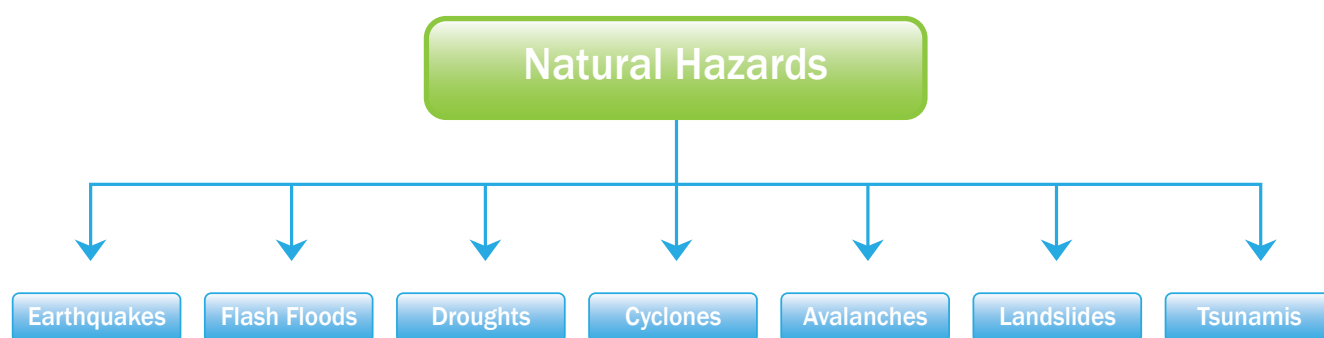 Natural Hazards
Earthquakes
Flash Floods
Droughts
Cyclones
Avalanches
Landslides
Tsunamis